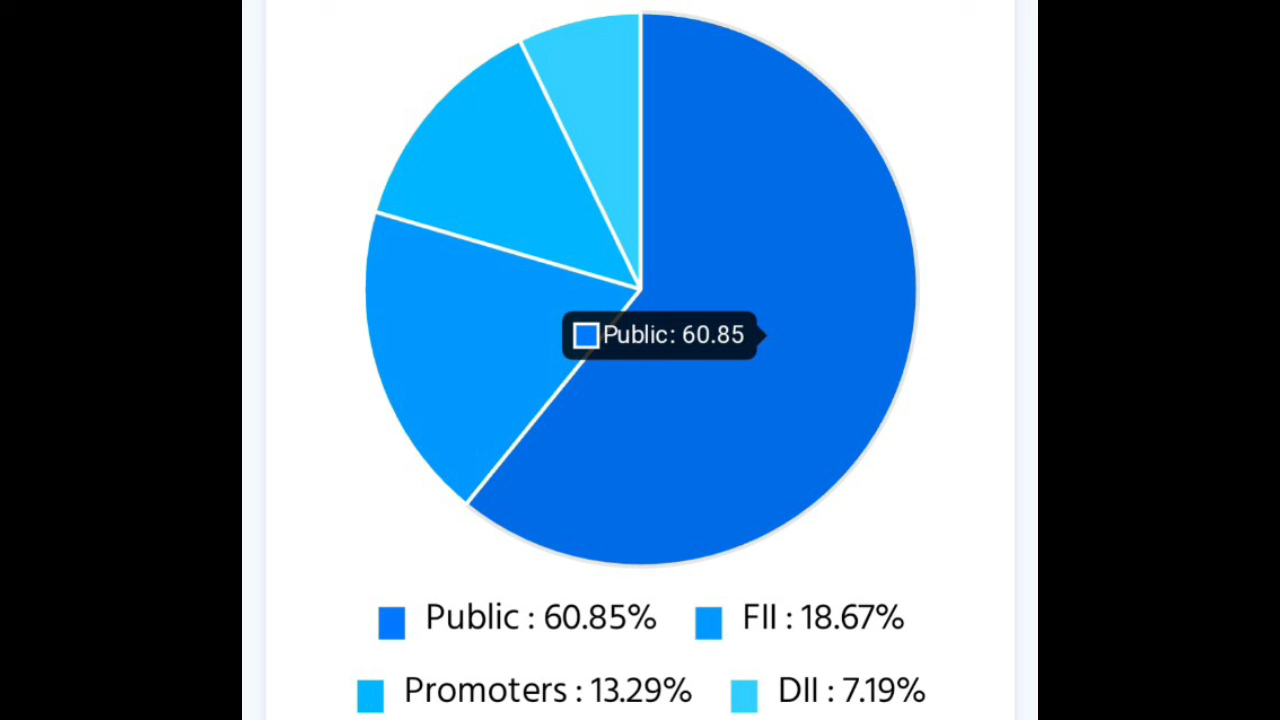 Public: 60.85
Public : 60.85% FII : 18.67%
Promoters : 13.29% DII : 7.19%